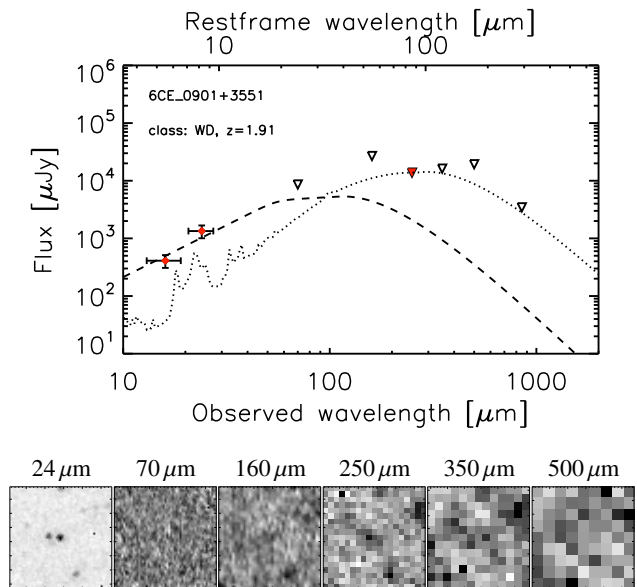 Restframe wavelength [μm]
10 100
10⁶
10⁵
10⁴
10³
10²
10¹
Flux [μJy]
6CE_0901+3551
class: WD, z=1.91
10 100 1000
Observed wavelength [μm]
24 μm 70 μm 160 μm 250 μm 350 μm 500 μm